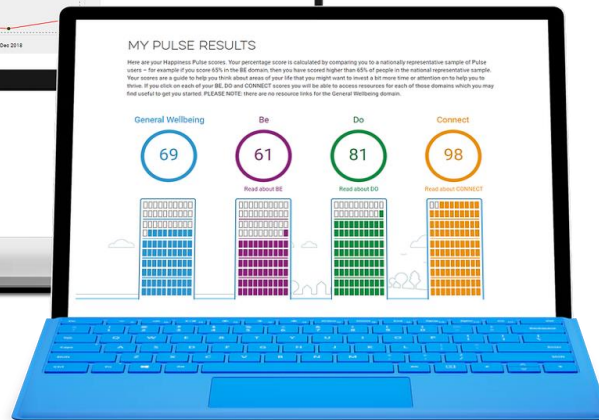 Dec 2018
MY PULSE RESULTS
Here are your Happiness Pulse scores. Your percentage score is calculated by comparing you to a nationally representative sample of Pulse
users – for example if you score 65% in the BE domain, then you have scored higher than 65% of people in the national representative sample.
Your scores are a guide to help you think about areas of your life that you might want to invest a bit more time or attention on to help you to
thrive. If you click on each of your BE, DO and CONNECT scores you will be able to access resources for each of those domains which you may
find useful to get you started. PLEASE NOTE: there are no resource links for the General Wellbeing domain.
General Wellbeing Be Do Connect
69 61 81 98
Read about BE Read about DO Read about CONNECT